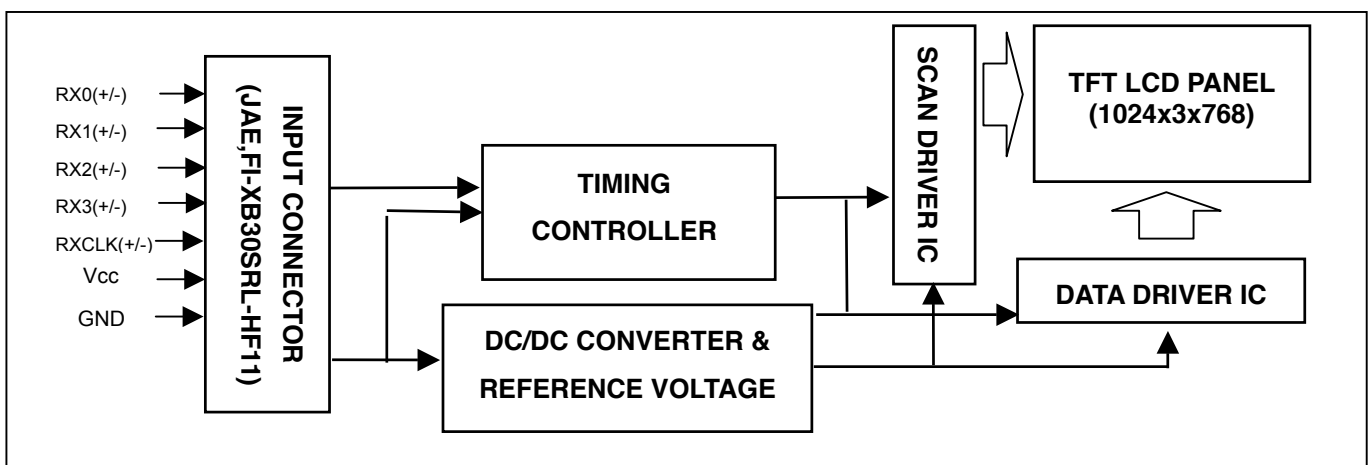 RX0(+/-)
RX1(+/-)
RX2(+/-)
RX3(+/-)
RXCLK(+/-)
Vcc
GND
INPUT CONNECTOR
(JAE,FI-XB30SRL-HF11)
TIMING
CONTROLLER
DC/DC CONVERTER &
REFERENCE VOLTAGE
SCAN DRIVER IC
TFT LCD PANEL
(1024x3x768)
DATA DRIVER IC